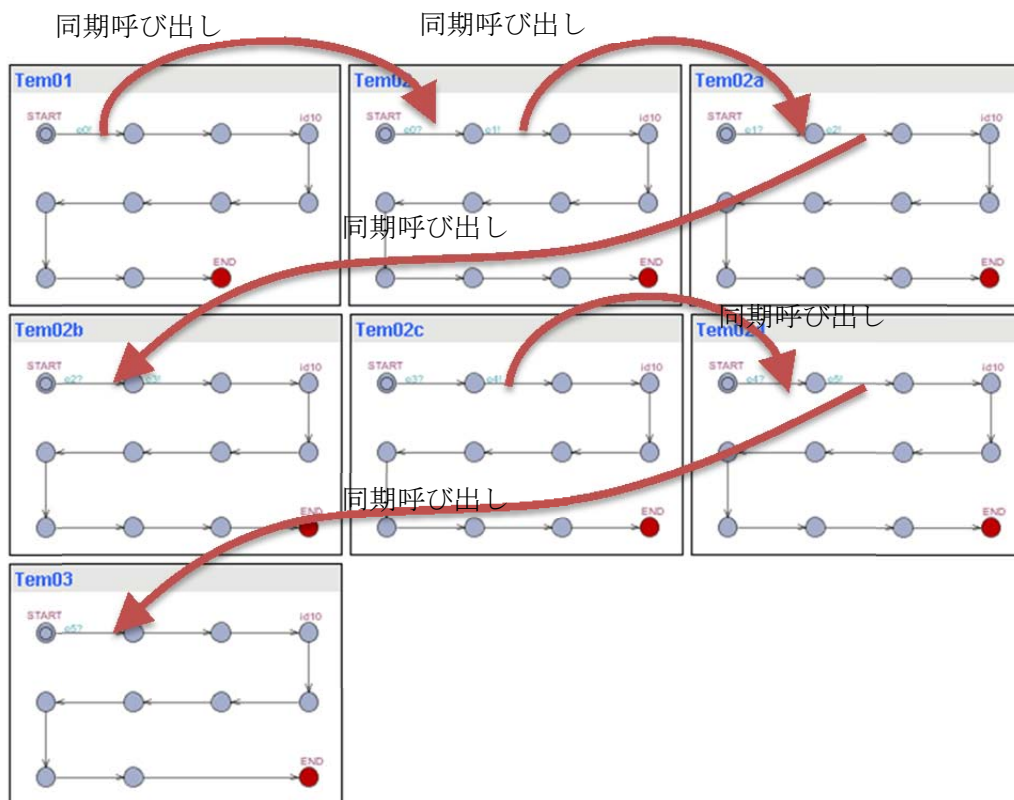 同期呼び出し
同期呼び出し
Tem01
START
e0!
id10
END
START
e0?
e1!
id10
END
Tem02a
START
e1?
e2!
id10
END
同期呼び出し
Tem02b
START
e2?
e3!
id10
END
Tem02c
START
e3?
e4!
id10
同期呼び出し
START
e4?
e5!
id10
END
END
同期呼び出し
Tem03
START
e5?
id10
END